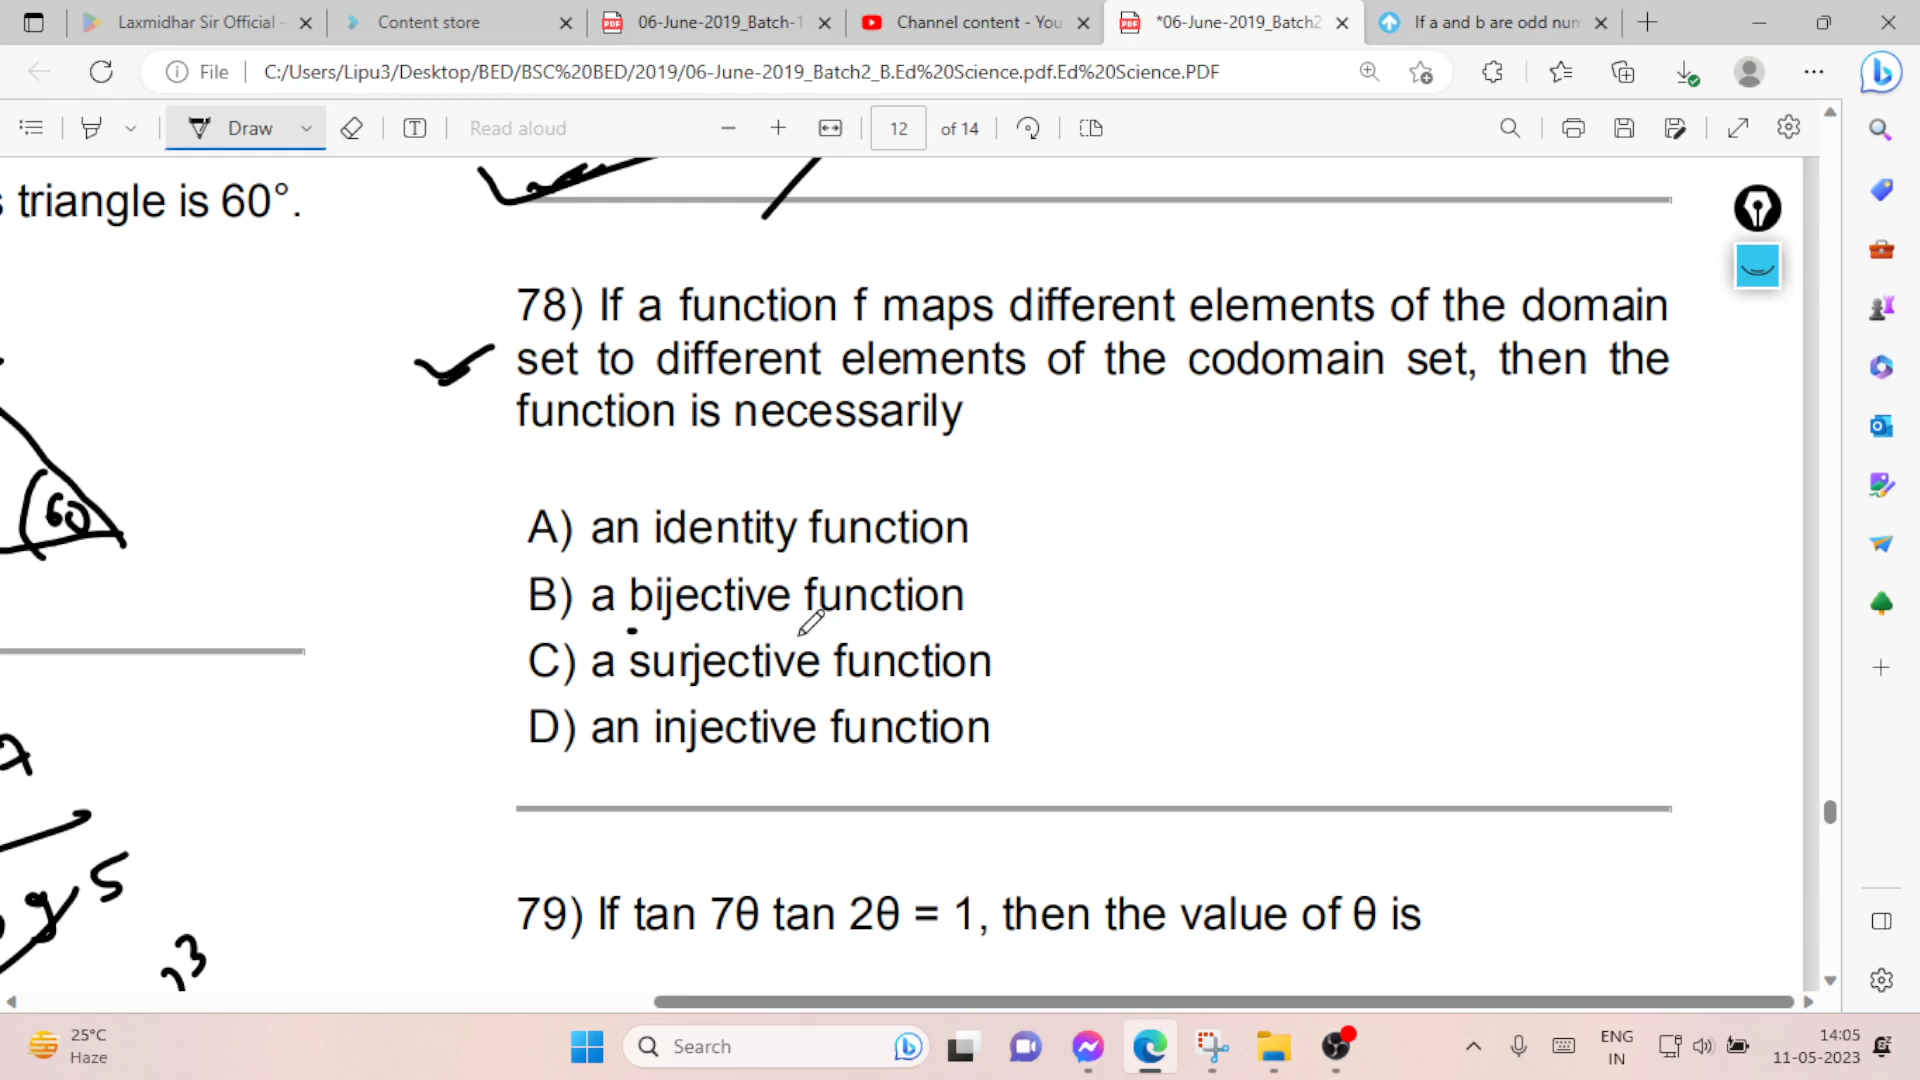 Laxmidhar Sir Official -
Content store
06-June-2019_Batch-1
Channel content - You
*06-June-2019_Batch2
If a and b are odd num
File
C:/Users/Lipu3/Desktop/BED/BSC%20BED/2019/06-June-2019_Batch2_B.Ed%20Science.pdf.Ed%20Science.PDF
Draw
Read aloud
12 of 14
triangle is 60°.
78) If a function f maps different elements of the domain
set to different elements of the codomain set, then the
function is necessarily
60
A) an identity function
B) a bijective function
C) a surjective function
D) an injective function
79) If tan 7θ tan 2θ = 1, then the value of θ is
5
25°C
Haze
Search
ENG
IN
14:05
11-05-2023